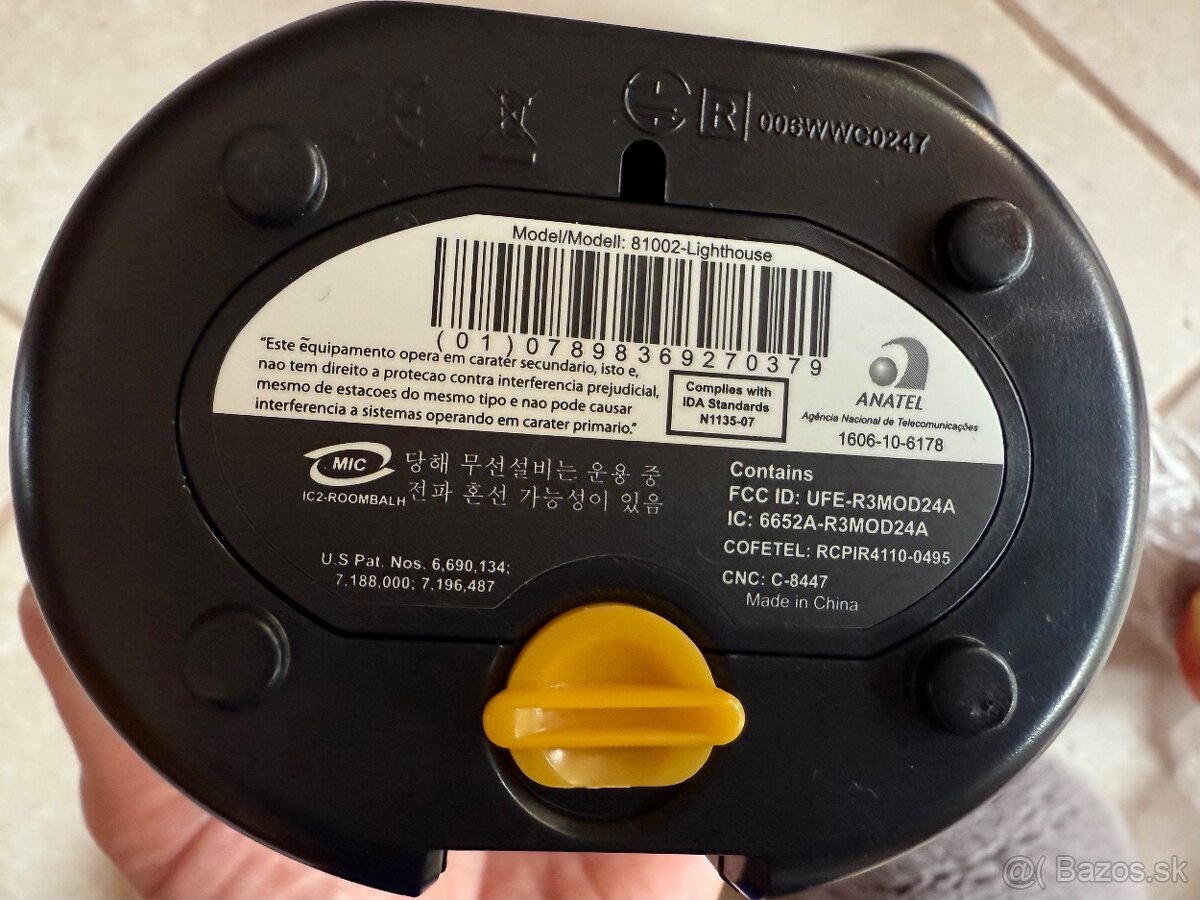 CE
R 006WWC0247
Model/Modell: 81002-Lighthouse
(01)07898369270379
"Este ēquipamento opera em carater secundario, isto e,
nao tem direito a protecao contra interferencia prejudicial,
mesmo de estacoes do mesmo tipo e nao pode causar
interferencia a sistemas operando em carater primario."
Complies with
IDA Standards
N1135-07
ANATEL
Agência Nacional de Telecomunicações
1606-10-6178
MIC
IC2-ROOMBALH
당해 무선설비는 운용 중
전파 혼선 가능성이 있음
Contains
FCC ID: UFE-R3MOD24A
IC: 6652A-R3MOD24A
COFETEL: RCPIR4110-0495
CNC: C-8447
Made in China
U.S Pat. Nos. 6,690,134;
7.188,000; 7,196,487
@( Bazos.sk